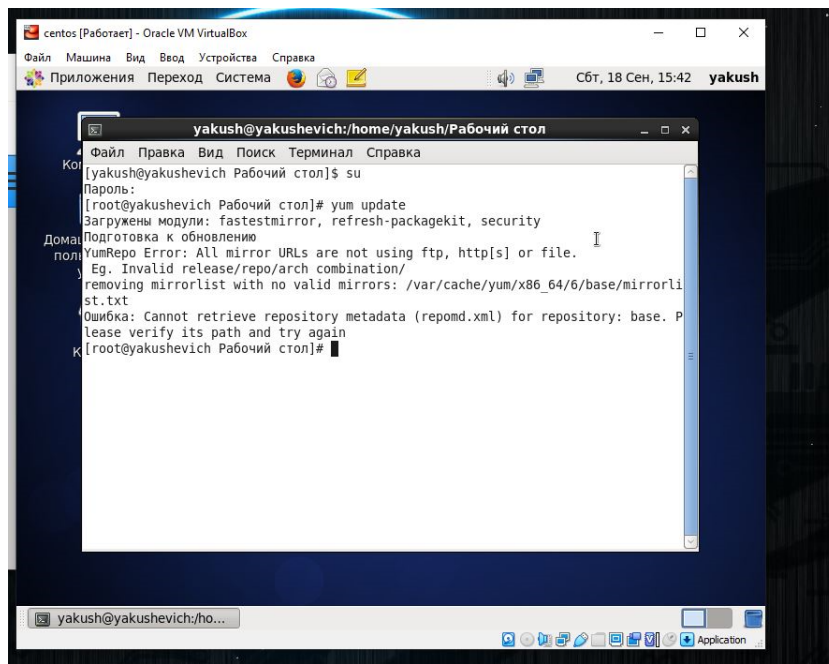 centos [Работает] - Oracle VM VirtualBox
Файл Машина Вид Ввод Устройства Справка
Приложения Переход Система Сбт, 18 Сен, 15:42 yakush
yakush@yakushevich:/home/yakush/Рабочий стол
Файл Правка Вид Поиск Терминал Справка
[yakush@yakushevich Рабочий стол]$ su
Пароль:
[root@yakushevich Рабочий стол]# yum update
Загружены модули: fastestmirror, refresh-packagekit, security
Подготовка к обновлению
YumRepo Error: All mirror URLs are not using ftp, http[s] or file.
Eg. Invalid release/repo/arch combination/
removing mirrorlist with no valid mirrors: /var/cache/yum/x86_64/6/base/mirrorli
st.txt
Ошибка: Cannot retrieve repository metadata (repomd.xml) for repository: base. P
lease verify its path and try again
[root@yakushevich Рабочий стол]#
yakush@yakushevich:/ho...
Application